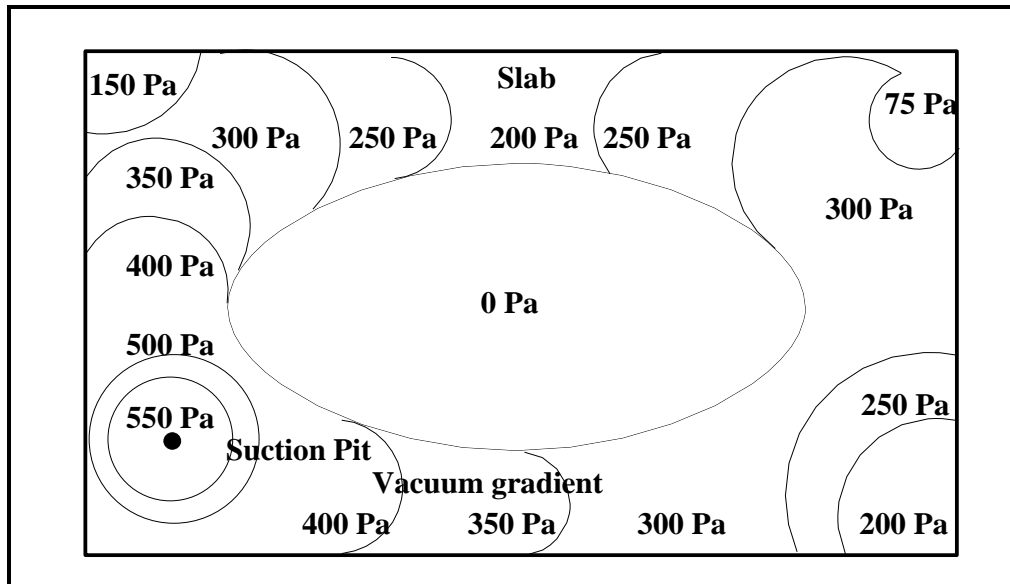 Slab
150 Pa
75 Pa
300 Pa
250 Pa
200 Pa
250 Pa
350 Pa
300 Pa
400 Pa
0 Pa
500 Pa
550 Pa
250 Pa
Suction Pit
Vacuum gradient
400 Pa
350 Pa
300 Pa
200 Pa